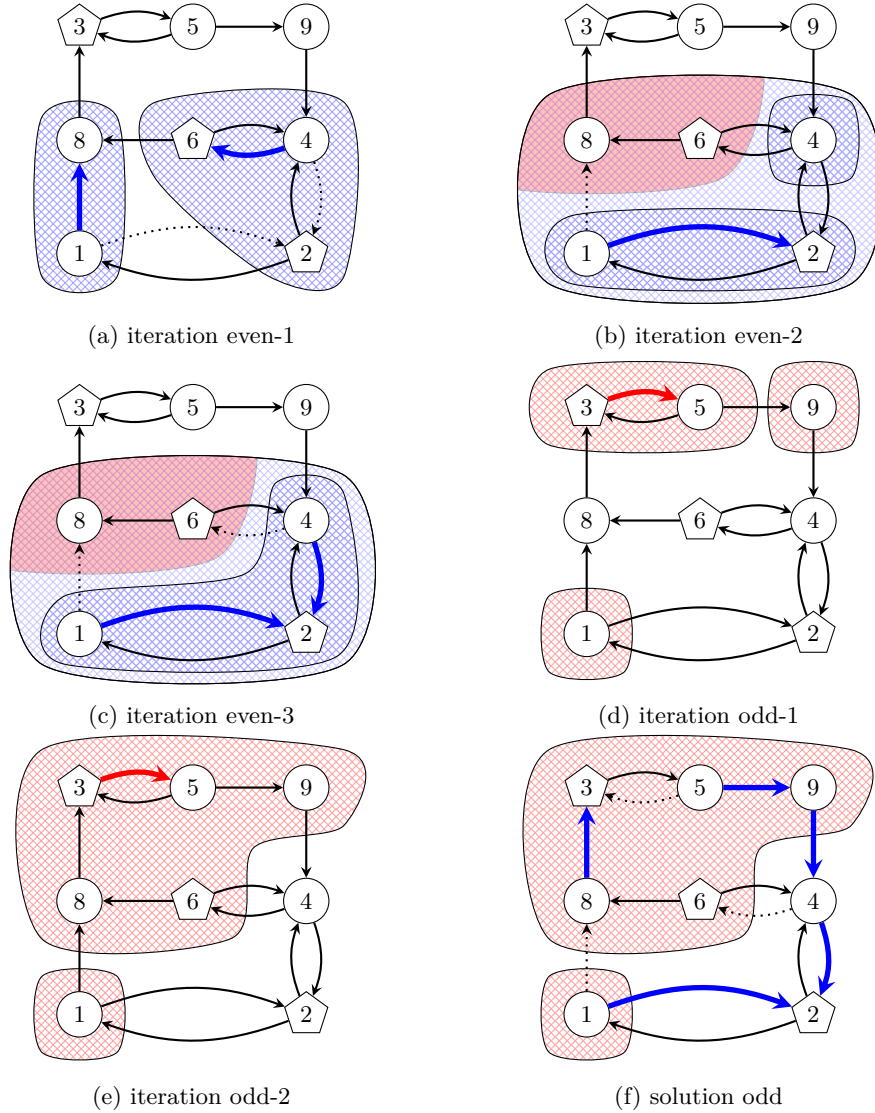 3 5 9
8 6 4
1 2
(a) iteration even-1
3 5 9
8 6 4
1 2
(b) iteration even-2
3 5 9
8 6 4
1 2
(c) iteration even-3
3 5 9
8 6 4
1 2
(d) iteration odd-1
3 5 9
8 6 4
1 2
(e) iteration odd-2
3 5 9
8 6 4
1 2
(f) solution odd